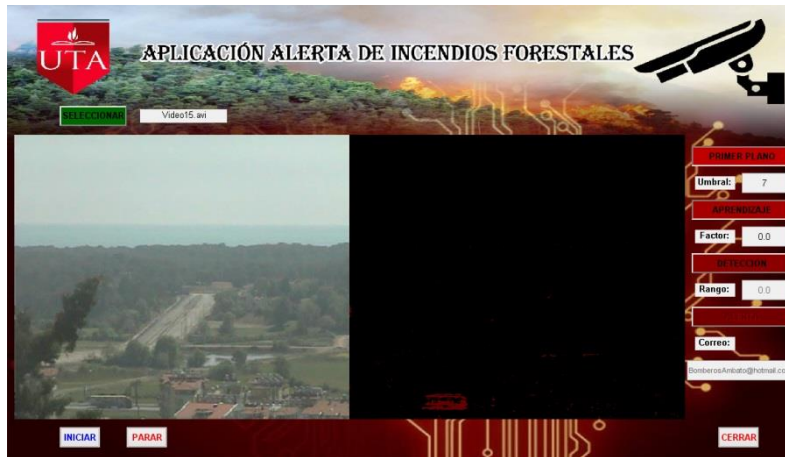 UTA
APLICACIÓN ALERTA DE INCENDIOS FORESTALES
SELECCIONAR
Video15.avi
PRIMER PLANO
Umbral: 7
APRENDIZAJE
Factor: 0.0
DETECCION
Rango: 0.0
Correo:
BomberosAmbato@hotmail.co
INICIAR
PARAR
CERRAR